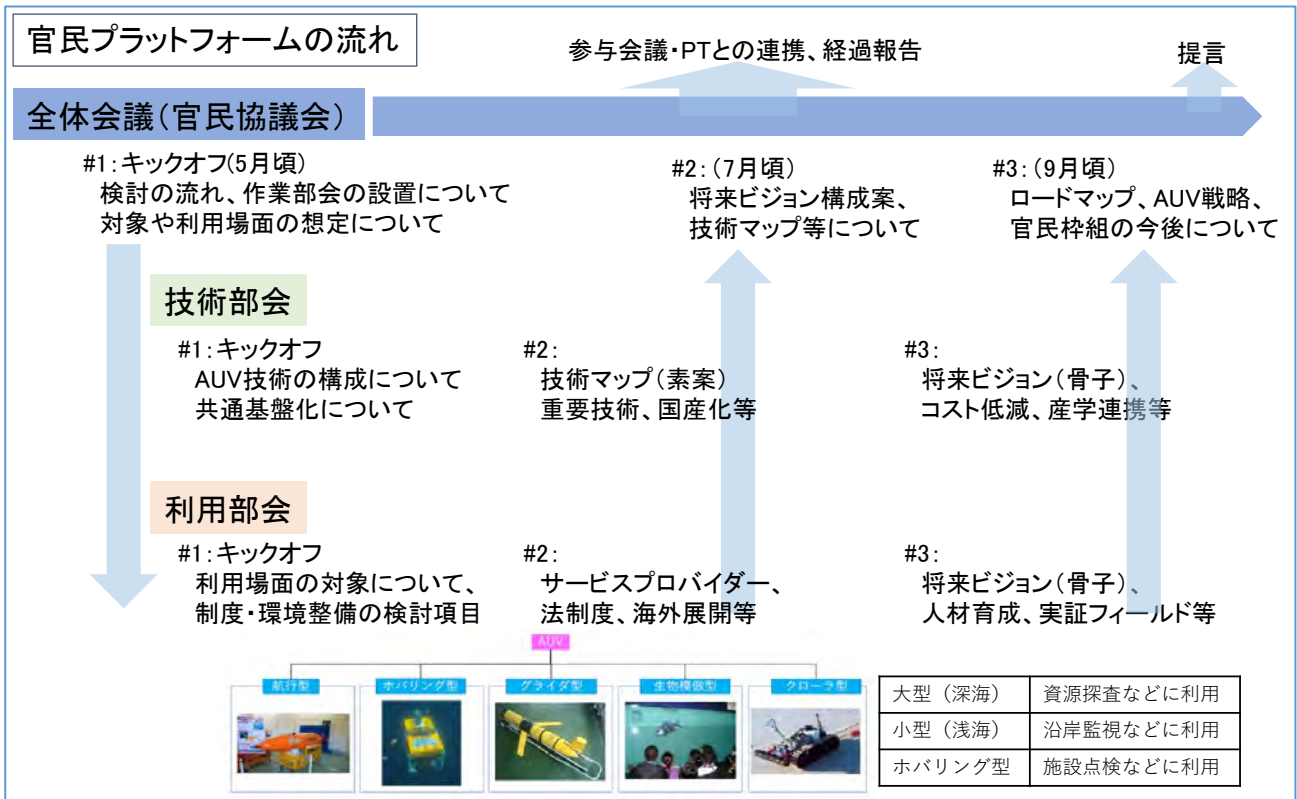 官民プラットフォームの流れ
参与会議・PTとの連携、経過報告
提言
全体会議(官民協議会)
#1:キックオフ(5月頃)
検討の流れ、作業部会の設置について
対象や利用場面の想定について
#2:(7月頃)
将来ビジョン構成案、
技術マップ等について
#3:(9月頃)
ロードマップ、AUV戦略、
官民枠組の今後について
技術部会
#1:キックオフ
AUV技術の構成について
共通基盤化について
#2:
技術マップ(素案)
重要技術、国産化等
#3:
将来ビジョン(骨子)、
コスト低減、産学連携等
利用部会
#1:キックオフ
利用場面の対象について、
制度・環境整備の検討項目
#2:
サービスプロバイダー、
法制度、海外展開等
#3:
将来ビジョン(骨子)、
人材育成、実証フィールド等
AUV
航行型
ホバリング型
グライダ型
生物模倣型
クローラ型
大型(深海) 資源探査などに利用
小型(浅海) 沿岸監視などに利用
ホバリング型 施設点検などに利用